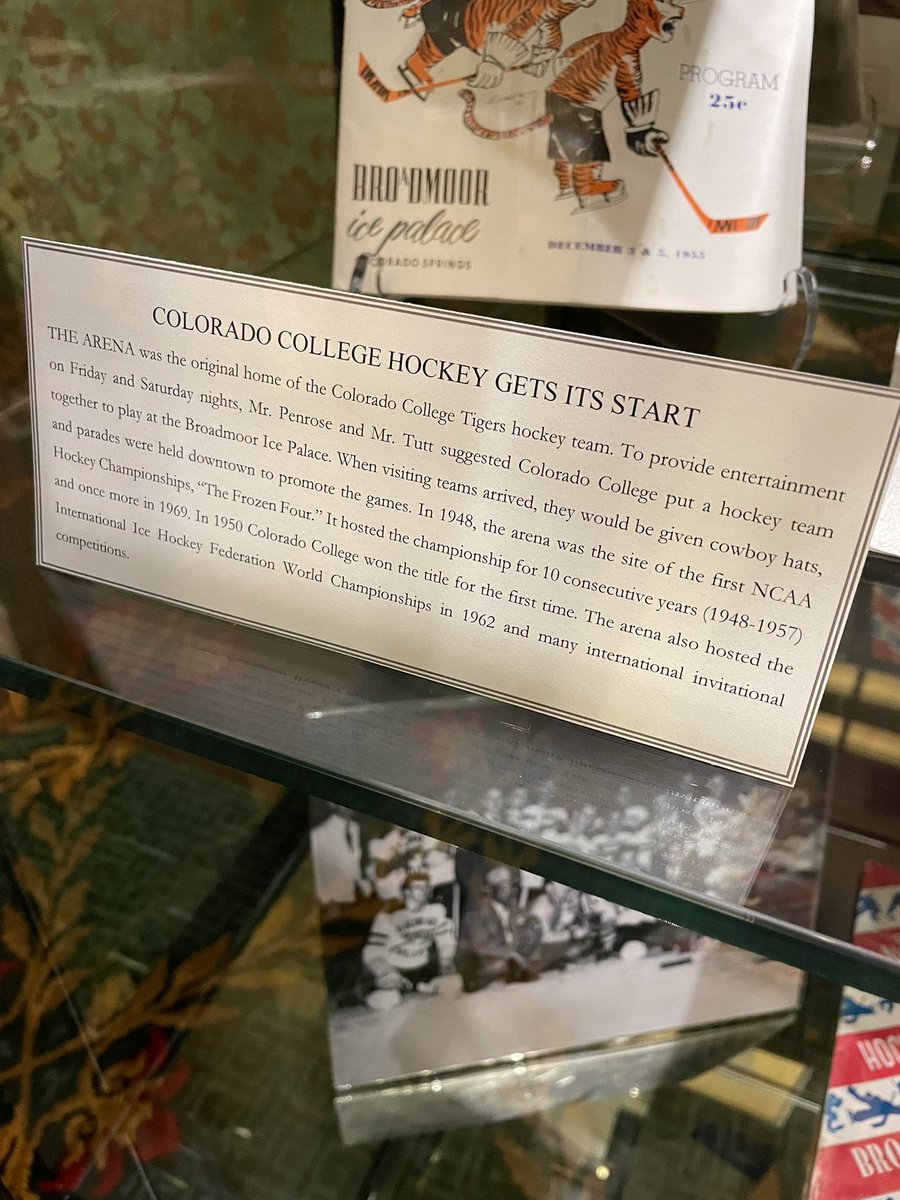 PROGRAM
25c
BROADMOOR
ice palace
COLORADO SPRINGS
COLORADO COLLEGE HOCKEY GETS ITS START
THE ARENA was the original home of the Colorado College Tigers hockey team. To provide entertainment
on Friday and Saturday nights, Mr. Penrose and Mr. Tutt suggested Colorado College put a hockey team
together to play at the Broadmoor Ice Palace. When visiting teams arrived, they would be given cowboy hats,
and parades were held downtown to promote the games. In 1948, the arena was the site of the first NCAA
Hockey Championships, “The Frozen Four.” It hosted the championship for 10 consecutive years (1948-1957)
and once more in 1969. In 1950 Colorado College won the title for the first time. The arena also hosted the
International Ice Hockey Federation World Championships in 1962 and many international invitational
competitions.
HOC
BRO